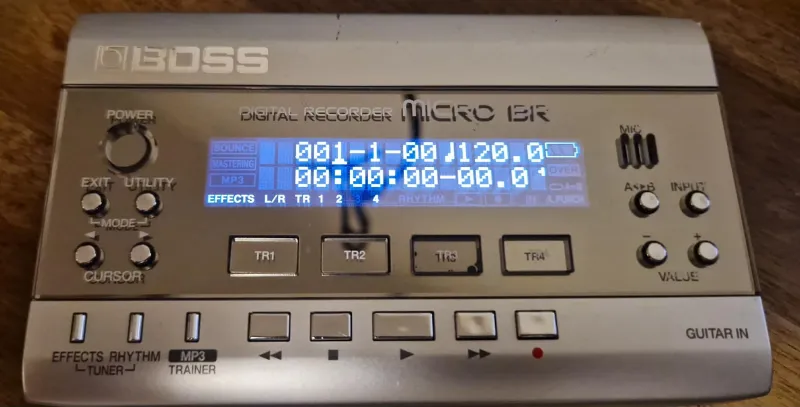 BOSS
DIGITAL RECORDER MICRO BR
POWER
MIC
SOURCE
001-1-00♩120.0
MASTERING
OVER
MP3
00:00:00-00.0
A↔B
EFFECTS L/R TR 1 2 3 4 RHYTHM IN A.PUNCH
EXIT UTILITY
A↔B INPUT
MODE
− +
CURSOR
VALUE
TR1 TR2 TR3 TR4
GUITAR IN
EFFECTS RHYTHM
TUNER
MP3
TRAINER
◀◀ ■ ▶ ▶▶ ●